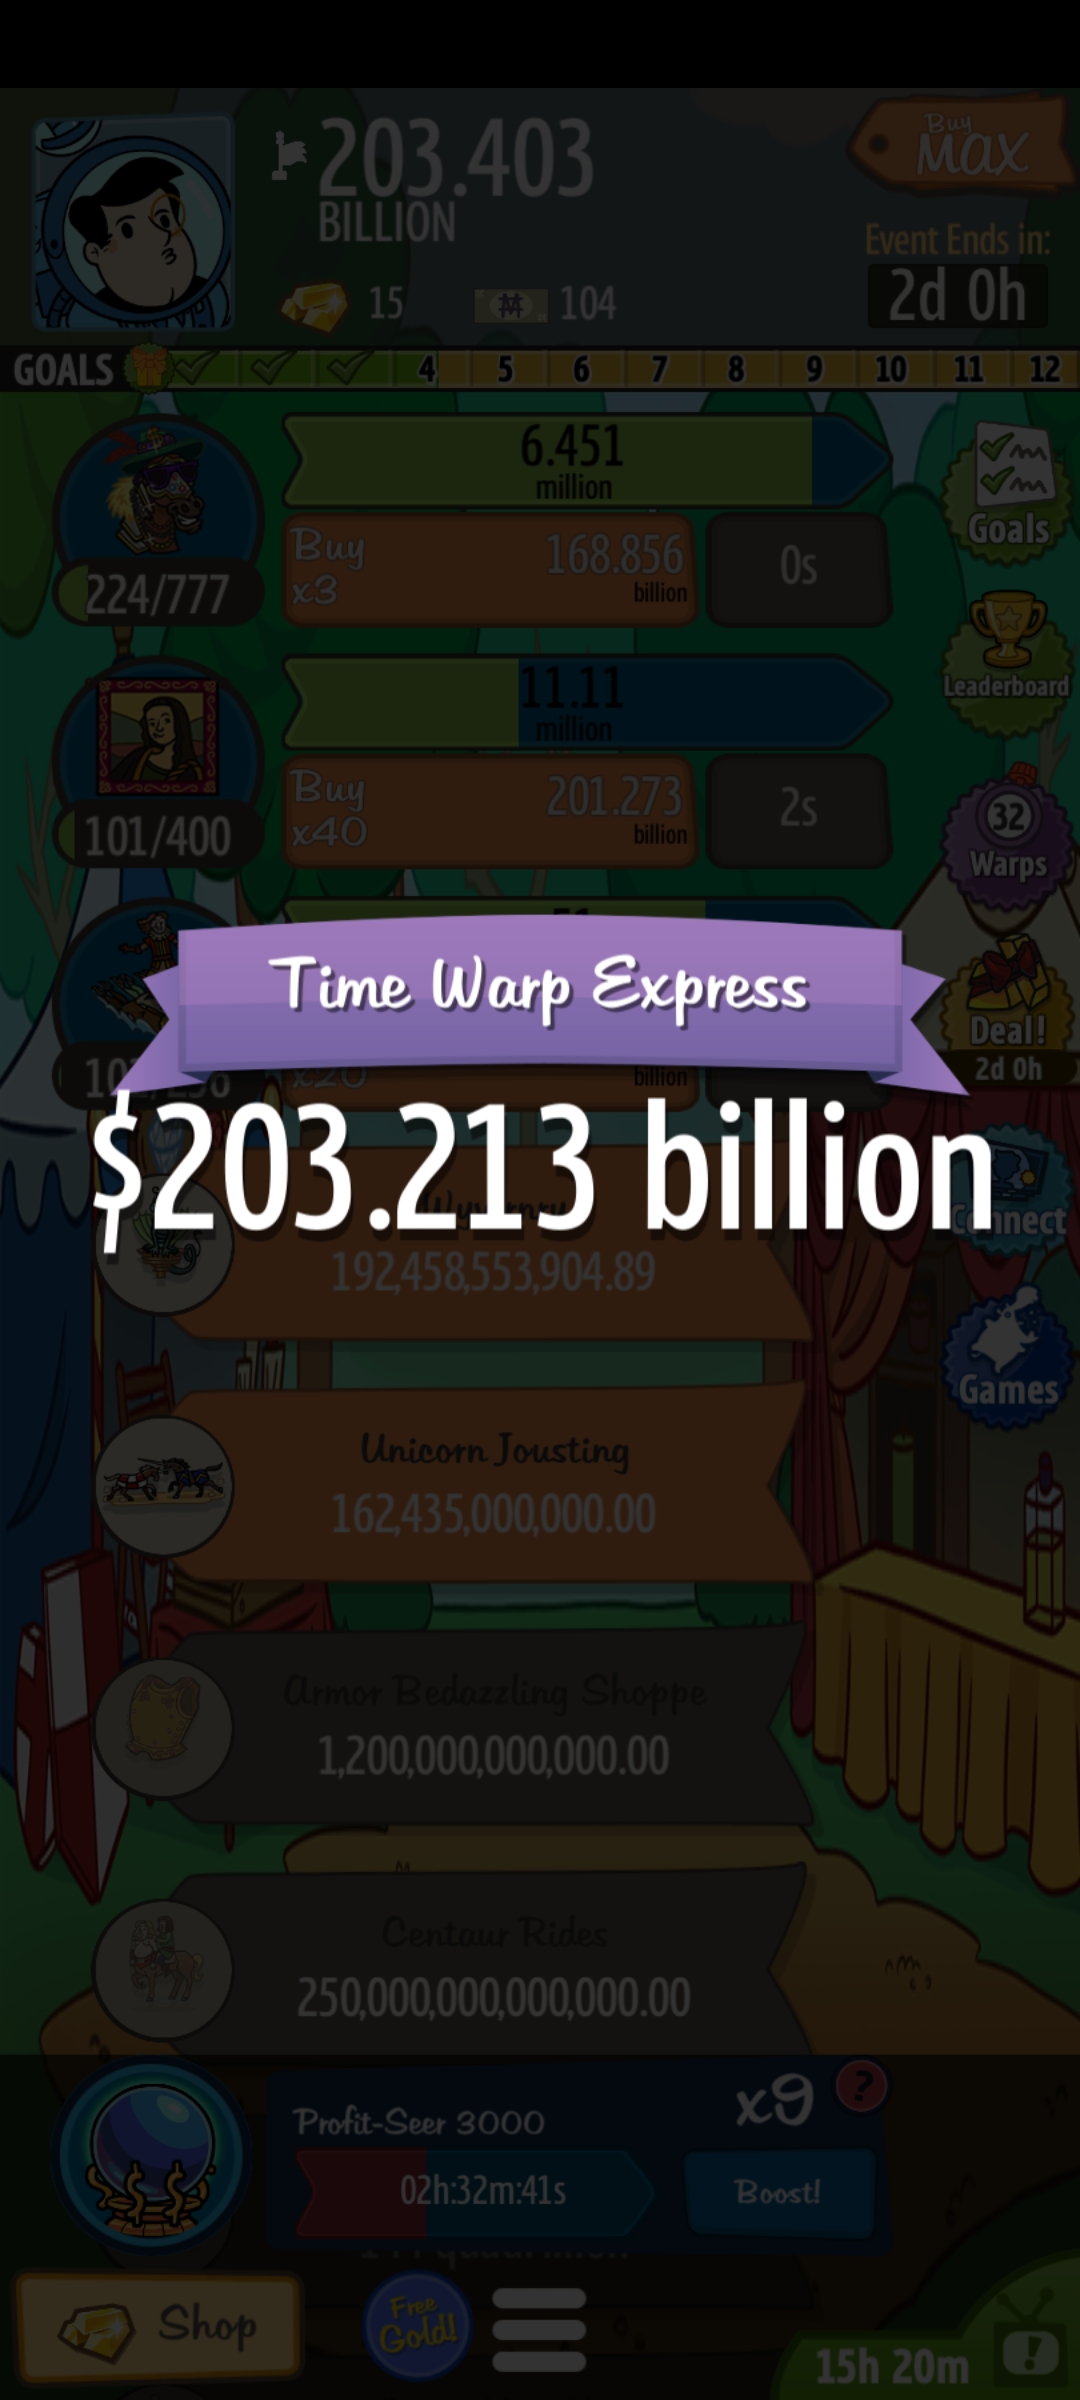 203.403
BILLION
Buy
MAX
15
104
Event Ends in:
2d 0h
GOALS 4 5 6 7 8 9 10 11 12
6.451
million
224/777
Buy
x3
168.856
billion
0s
Goals
11.11
million
101/400
Buy
x40
201.273
billion
2s
Leaderboard
32
Warps
Time Warp Express
x20
billion
Deal!
2d 0h
$203.213 billion
Connect
192,458,553,904.89
Games
Unicorn Jousting
162,435,000,000.00
Armor Bedazzling Shoppe
1,200,000,000,000.00
Centaur Rides
250,000,000,000,000.00
Profit-Seer 3000
x9
?
02h:32m:41s
Boost!
Shop
Free
Gold!
15h 20m
!